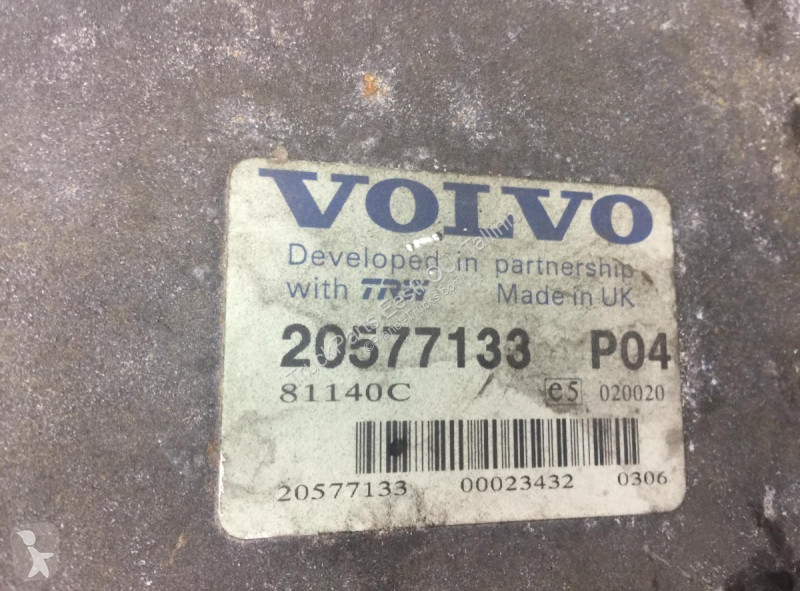 VOLVO
Developed in partnership
with TRW Made in UK
20577133 P04
81140C e5 020020
20577133 00023432 0306